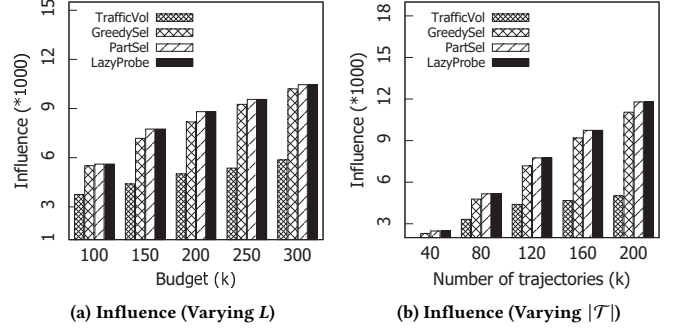 TrafficVol
GreedySel
PartSel
LazyProbe
Influence (*1000)
15
12
9
6
3
1
100 150 200 250 300
Budget (k)
(a) Influence (Varying L)
TrafficVol
GreedySel
PartSel
LazyProbe
Influence (*1000)
18
15
12
9
6
3
40 80 120 160 200
Number of trajectories (k)
(b) Influence (Varying |𝒯|)